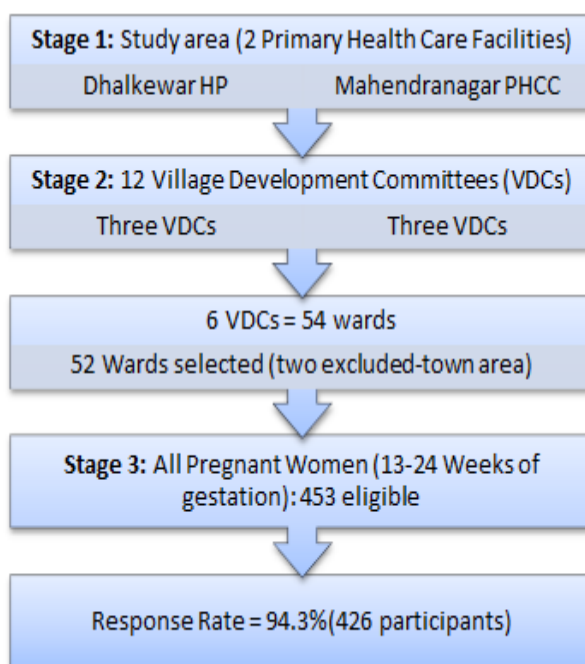 Stage 1: Study area (2 Primary Health Care Facilities)
Dhalkewar HP Mahendranagar PHCC
Stage 2: 12 Village Development Committees (VDCs)
Three VDCs Three VDCs
6 VDCs = 54 wards
52 Wards selected (two excluded-town area)
Stage 3: All Pregnant Women (13-24 Weeks of
gestation): 453 eligible
Response Rate = 94.3%(426 participants)